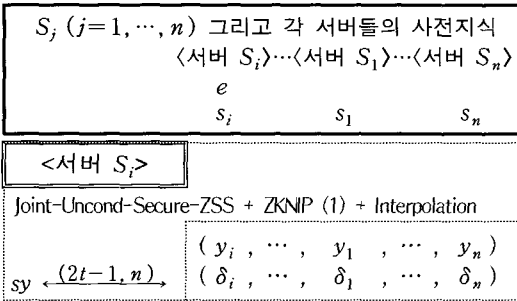 S_j (j=1, ⋯, n) 그리고 각 서버들의 사전지식
〈서버 S_i〉⋯〈서버 S_1〉⋯〈서버 S_n〉
e
s_i s_1 s_n
<서버 S_i>
Joint-Uncond-Secure-ZSS + ZKNIP (1) + Interpolation
( y_i , ⋯ , y_1 , ⋯ , y_n )
sy ⟷ (2t-1, n) ( δ_i , ⋯ , δ_1 , ⋯ , δ_n )